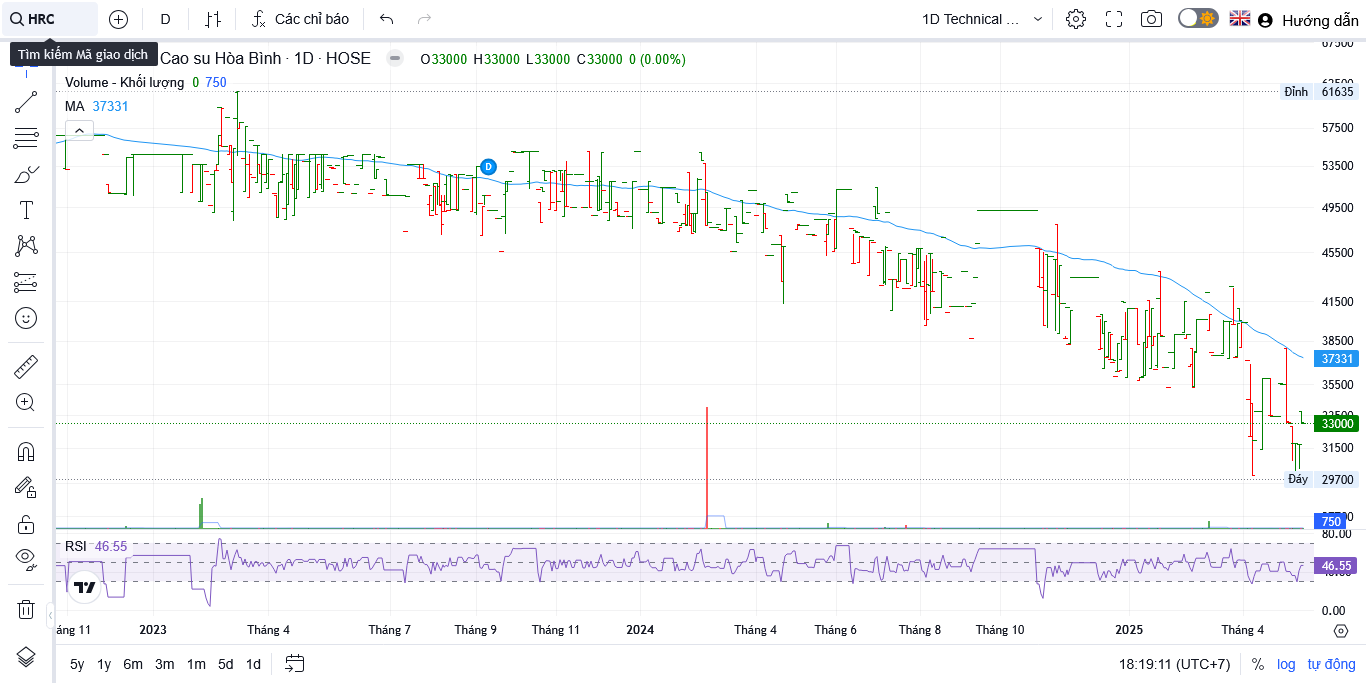 HRC
D
Các chỉ báo
1D Technical ...
Hướng dẫn
Tìm kiếm Mã giao dịch
Cao su Hòa Bình · 1D · HOSE
O33000 H33000 L33000 C33000 0 (0.00%)
Volume - Khối lượng 0 750
MA 37331
67500
62500
Đỉnh 61635
57500
53500
D
49500
45500
41500
38500
37331
35500
33500
33000
31500
Đáy 29700
750
80.00
RSI 46.55
46.55
0.00
2023
Tháng 4
Tháng 7
Tháng 9
Tháng 11
2024
Tháng 4
Tháng 6
Tháng 8
Tháng 10
2025
Tháng 4
5y 1y 6m 3m 1m 5d 1d
18:19:11 (UTC+7)
% log tự động